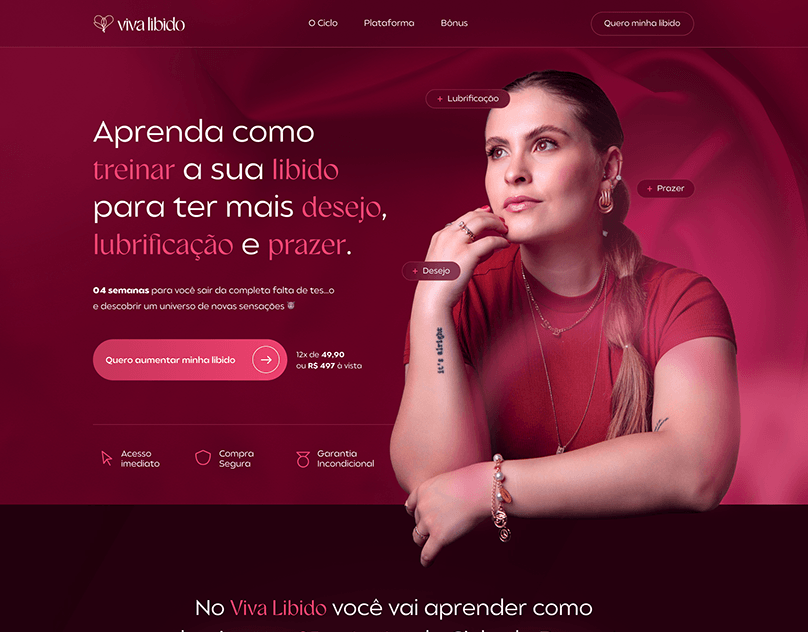 viva libido
O Ciclo
Plataforma
Bônus
Quero minha libido
Aprenda como
treinar a sua libido
para ter mais desejo,
lubrificação e prazer.
04 semanas para você sair da completa falta de tes...o
e descobrir um universo de novas sensações
Quero aumentar minha libido
12x de 49,90
ou R$ 497 à vista
Acesso
imediato
Compra
Segura
Garantia
Incondicional
+ Lubrificação
+ Prazer
+ Desejo
it's alright
No Viva Libido você vai aprender como